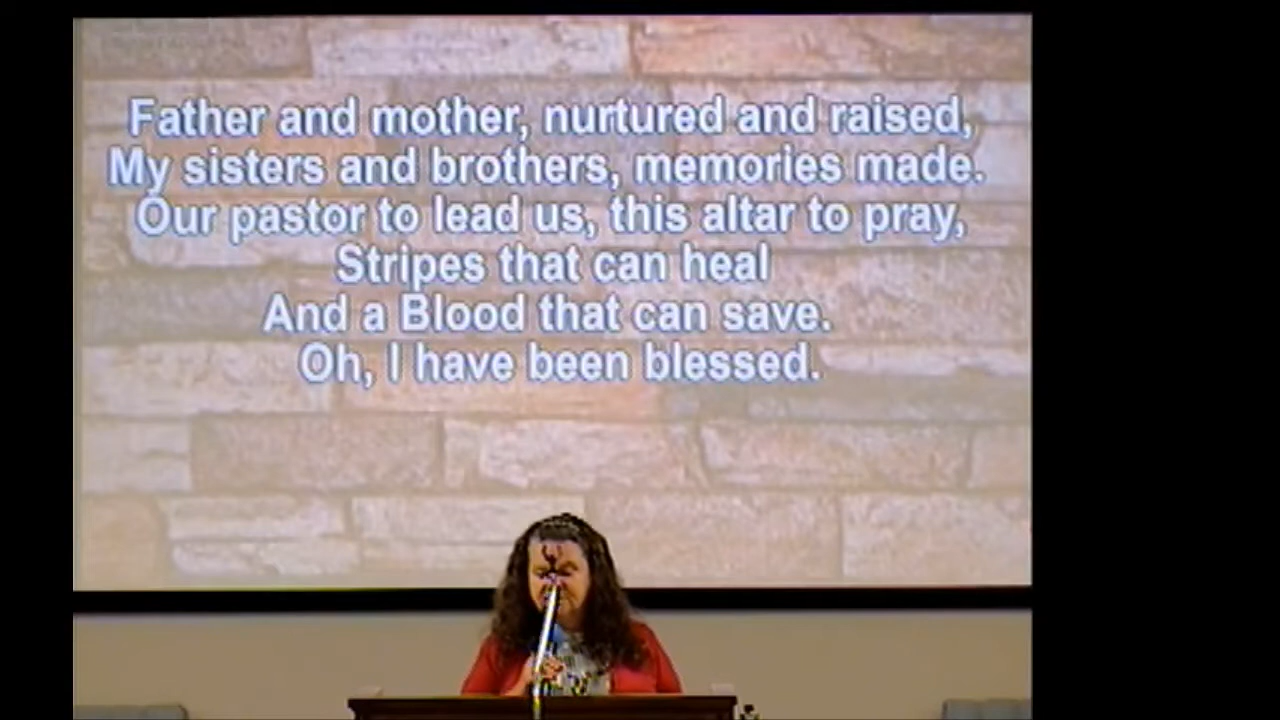 Father and mother, nurtured and raised,
My sisters and brothers, memories made.
Our pastor to lead us, this altar to pray,
Stripes that can heal
And a Blood that can save.
Oh, I have been blessed.